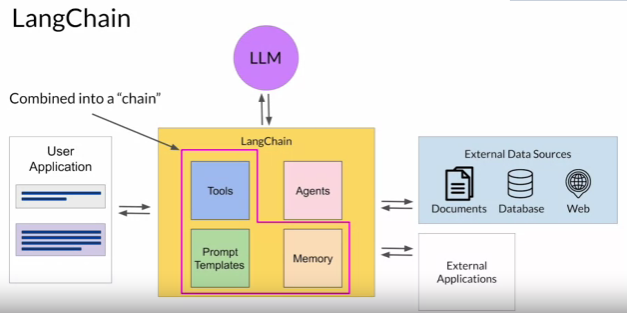 LangChain
LLM
Combined into a “chain”
User
Application
LangChain
Tools
Agents
Prompt
Templates
Memory
External Data Sources
Documents
Database
Web
External
Applications